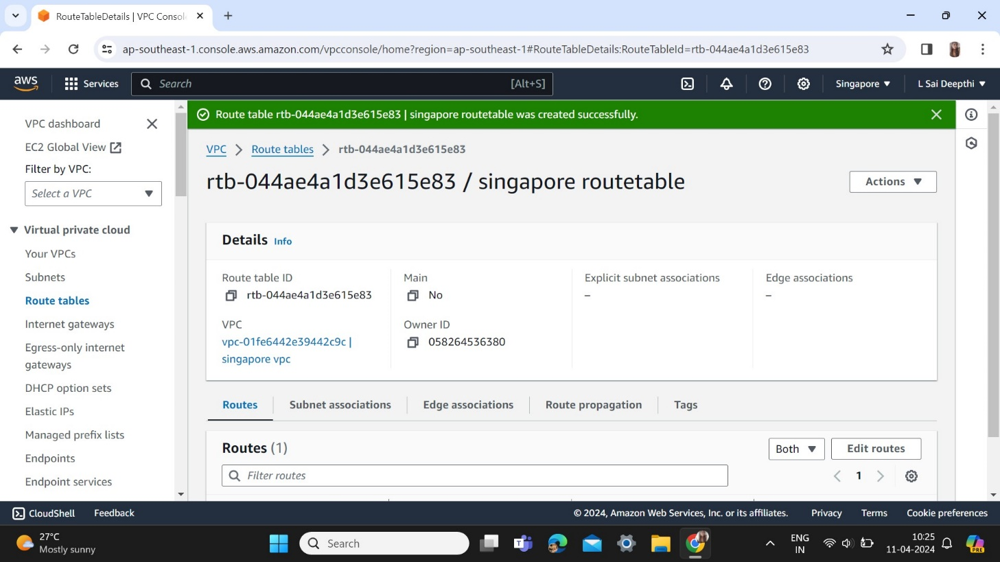 RouteTableDetails | VPC Consol
ap-southeast-1.console.aws.amazon.com/vpcconsole/home?region=ap-southeast-1#RouteTableDetails:RouteTableId=rtb-044ae4a1d3e615e83
aws
Services
Search
[Alt+S]
Singapore
L Sai Deepthi
VPC dashboard
EC2 Global View
Filter by VPC:
Select a VPC
Virtual private cloud
Your VPCs
Subnets
Route tables
Internet gateways
Egress-only internet
gateways
DHCP option sets
Elastic IPs
Managed prefix lists
Endpoints
Endpoint services
Route table rtb-044ae4a1d3e615e83 | singapore routetable was created successfully.
VPC
Route tables
rtb-044ae4a1d3e615e83
rtb-044ae4a1d3e615e83 / singapore routetable
Actions
Details Info
Route table ID
rtb-044ae4a1d3e615e83
Main
No
Explicit subnet associations
–
Edge associations
–
VPC
vpc-01fe6442e39442c9c |
singapore vpc
Owner ID
058264536380
Routes
Subnet associations
Edge associations
Route propagation
Tags
Routes (1)
Both
Edit routes
Filter routes
1
CloudShell
Feedback
© 2024, Amazon Web Services, Inc. or its affiliates.
Privacy
Terms
Cookie preferences
27°C
Mostly sunny
Search
ENG
IN
10:25
11-04-2024
PRE